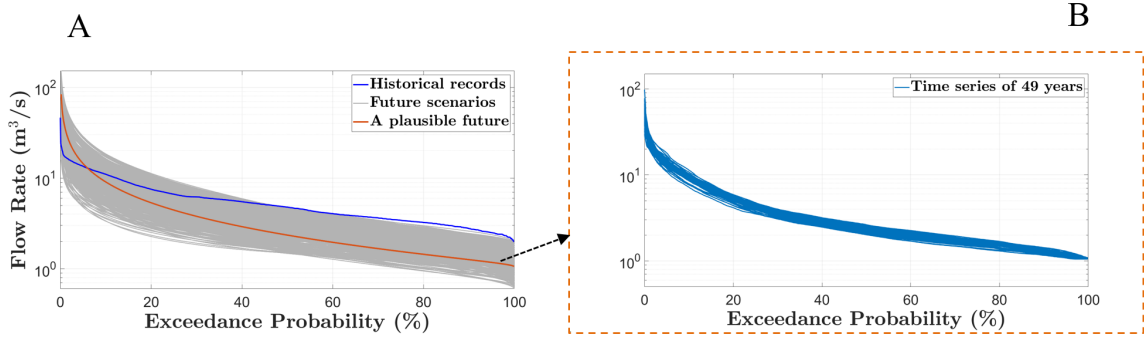 A
B
Historical records
Future scenarios
A plausible future
Flow Rate (m³/s)
10²
10¹
10⁰
0 20 40 60 80 100
Exceedance Probability (%)
Time series of 49 years
10²
10¹
10⁰
0 20 40 60 80 100
Exceedance Probability (%)